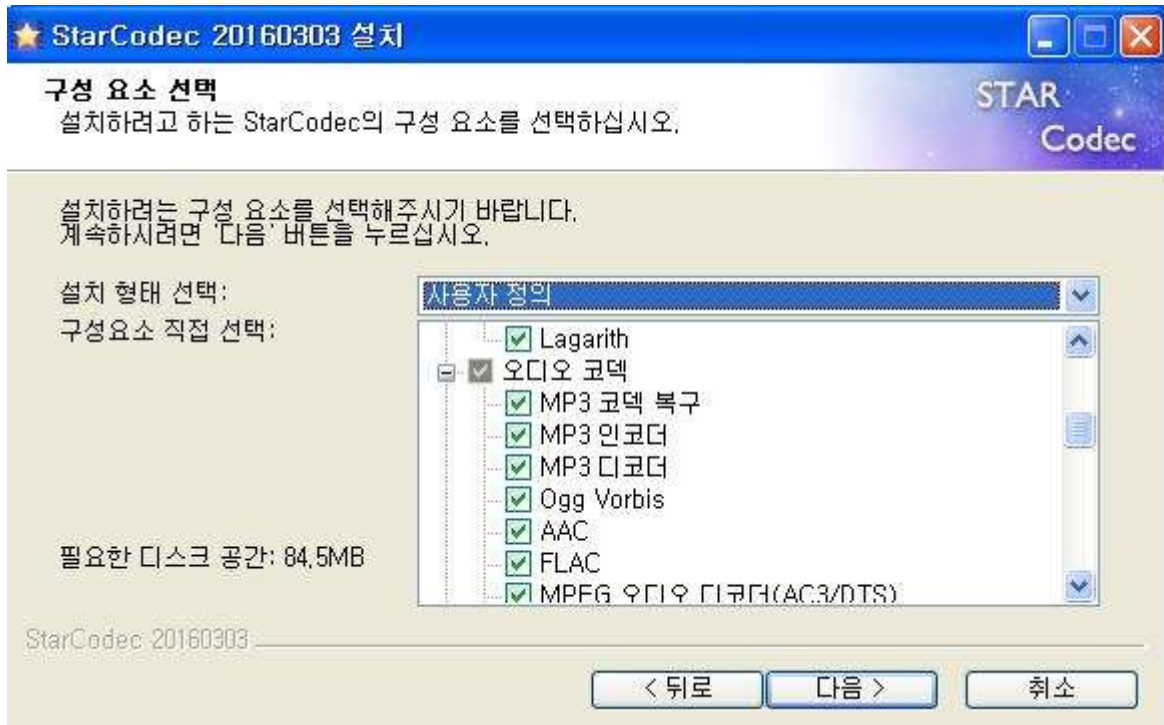 StarCodec 20160303 설치
구성 요소 선택
설치하려고 하는 StarCodec의 구성 요소를 선택하십시오.
STAR
Codec
설치하려는 구성 요소를 선택해주시기 바랍니다.
계속하시려면 '다음' 버튼을 누르십시오.
설치 형태 선택:
사용자 정의
구성요소 직접 선택:
Lagarith
오디오 코덱
MP3 코덱 복구
MP3 인코더
MP3 디코더
Ogg Vorbis
AAC
FLAC
MPEG 오디오 디코더(AC3/DTS)
필요한 디스크 공간: 84.5MB
StarCodec 20160303
< 뒤로
다음 >
취소